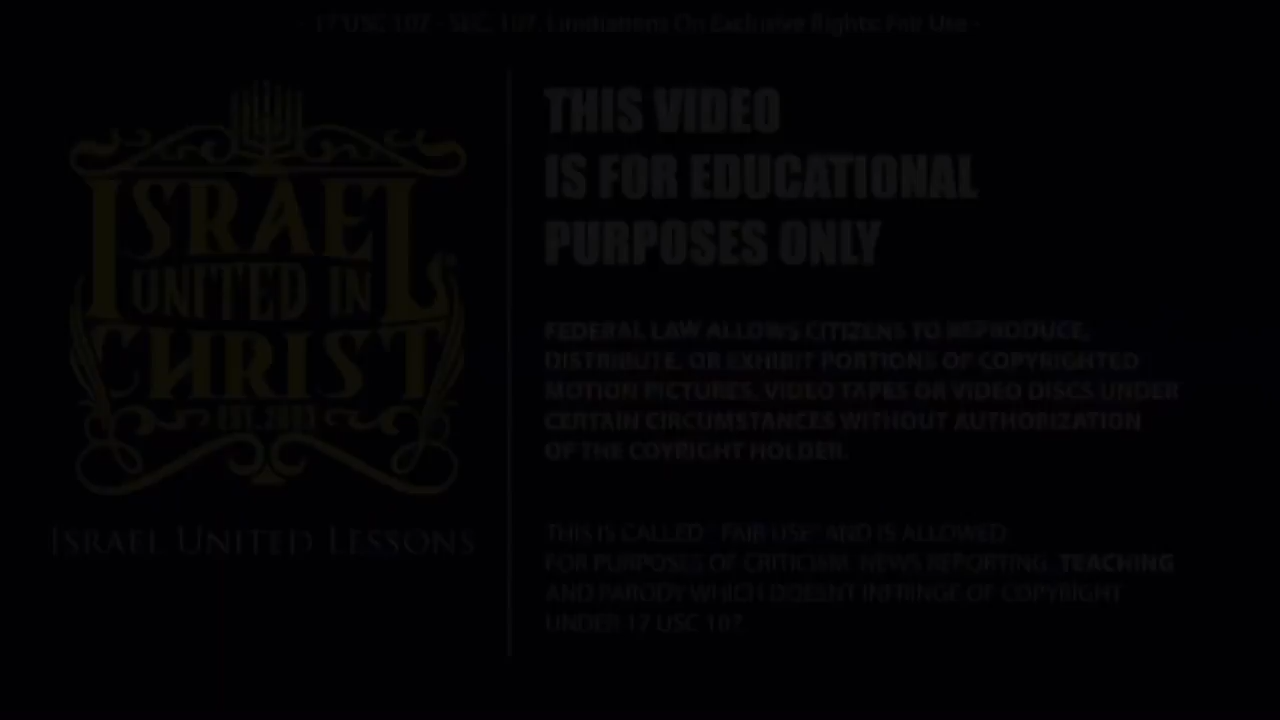 17 USC 107 SEC. 107. Limitations On Exclusive Rights: Fair Use
ISRAEL
UNITED IN
CHRIST
EST. 2003
ISRAEL UNITED LESSONS
THIS VIDEO
IS FOR EDUCATIONAL
PURPOSES ONLY
FEDERAL LAW ALLOWS CITIZENS TO REPRODUCE,
DISTRIBUTE, OR EXHIBIT PORTIONS OF COPYRIGHTED
MOTION PICTURES, VIDEO TAPES OR VIDEO DISCS UNDER
CERTAIN CIRCUMSTANCES WITHOUT AUTHORIZATION
OF THE COYRIGHT HOLDER.
THIS IS CALLED "FAIR USE" AND IS ALLOWED
FOR PURPOSES OF CRITICISM, NEWS REPORTING, TEACHING
AND PARODY WHICH DOESNT INFRINGE OF COPYRIGHT
UNDER 17 USC 107.